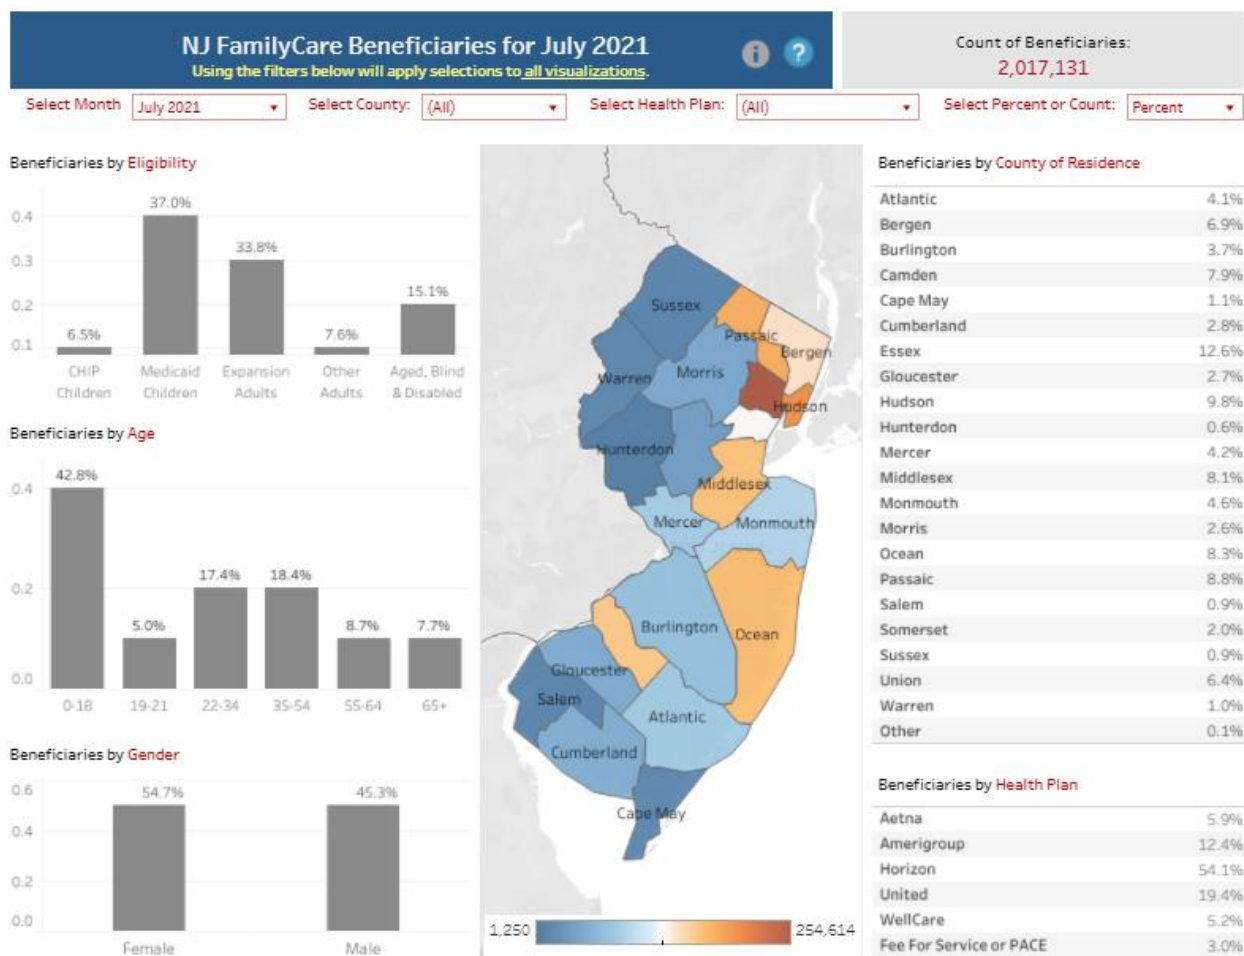 NJ FamilyCare Beneficiaries for July 2021
Using the filters below will apply selections to all visualizations.
i
?
Count of Beneficiaries:
2,017,131
Select Month
July 2021
Select County:
(All)
Select Health Plan:
(All)
Select Percent or Count:
Percent
Beneficiaries by Eligibility
0.4
0.3
0.2
0.1
6.5%
37.0%
33.8%
7.6%
15.1%
CHIP Children
Medicaid Children
Expansion Adults
Other Adults
Aged, Blind & Disabled
Beneficiaries by Age
0.4
0.2
0.0
42.8%
5.0%
17.4%
18.4%
8.7%
7.7%
0-18
19-21
22-34
35-54
55-64
65+
Beneficiaries by Gender
0.6
0.4
0.2
0.0
54.7%
45.3%
Female
Male
Sussex
Passaic
Bergen
Warren
Morris
Hudson
Hunterdon
Middlesex
Mercer
Monmouth
Burlington
Ocean
Gloucester
Salem
Atlantic
Cumberland
Cape May
1,250
254,614
Beneficiaries by County of Residence
Atlantic 4.1%
Bergen 6.9%
Burlington 3.7%
Camden 7.9%
Cape May 1.1%
Cumberland 2.8%
Essex 12.6%
Gloucester 2.7%
Hudson 9.8%
Hunterdon 0.6%
Mercer 4.2%
Middlesex 8.1%
Monmouth 4.6%
Morris 2.6%
Ocean 8.3%
Passaic 8.8%
Salem 0.9%
Somerset 2.0%
Sussex 0.9%
Union 6.4%
Warren 1.0%
Other 0.1%
Beneficiaries by Health Plan
Aetna 5.9%
Amerigroup 12.4%
Horizon 54.1%
United 19.4%
WellCare 5.2%
Fee For Service or PACE 3.0%